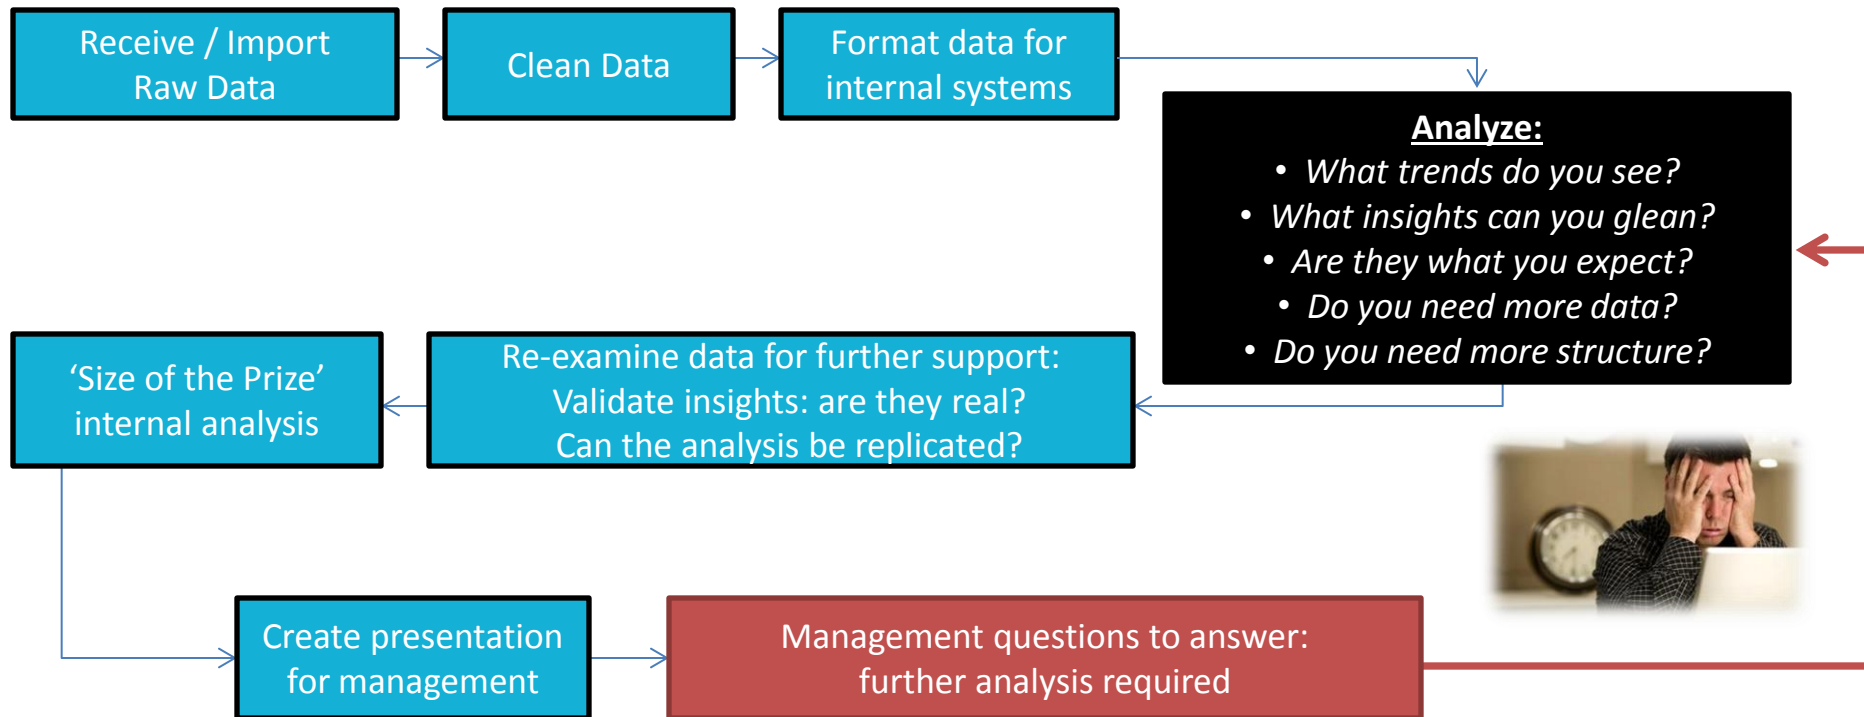 Receive / Import
Raw Data
Clean Data
Format data for
internal systems
Analyze:
• What trends do you see?
• What insights can you glean?
• Are they what you expect?
• Do you need more data?
• Do you need more structure?
Re-examine data for further support:
Validate insights: are they real?
Can the analysis be replicated?
‘Size of the Prize’
internal analysis
Create presentation
for management
Management questions to answer:
further analysis required